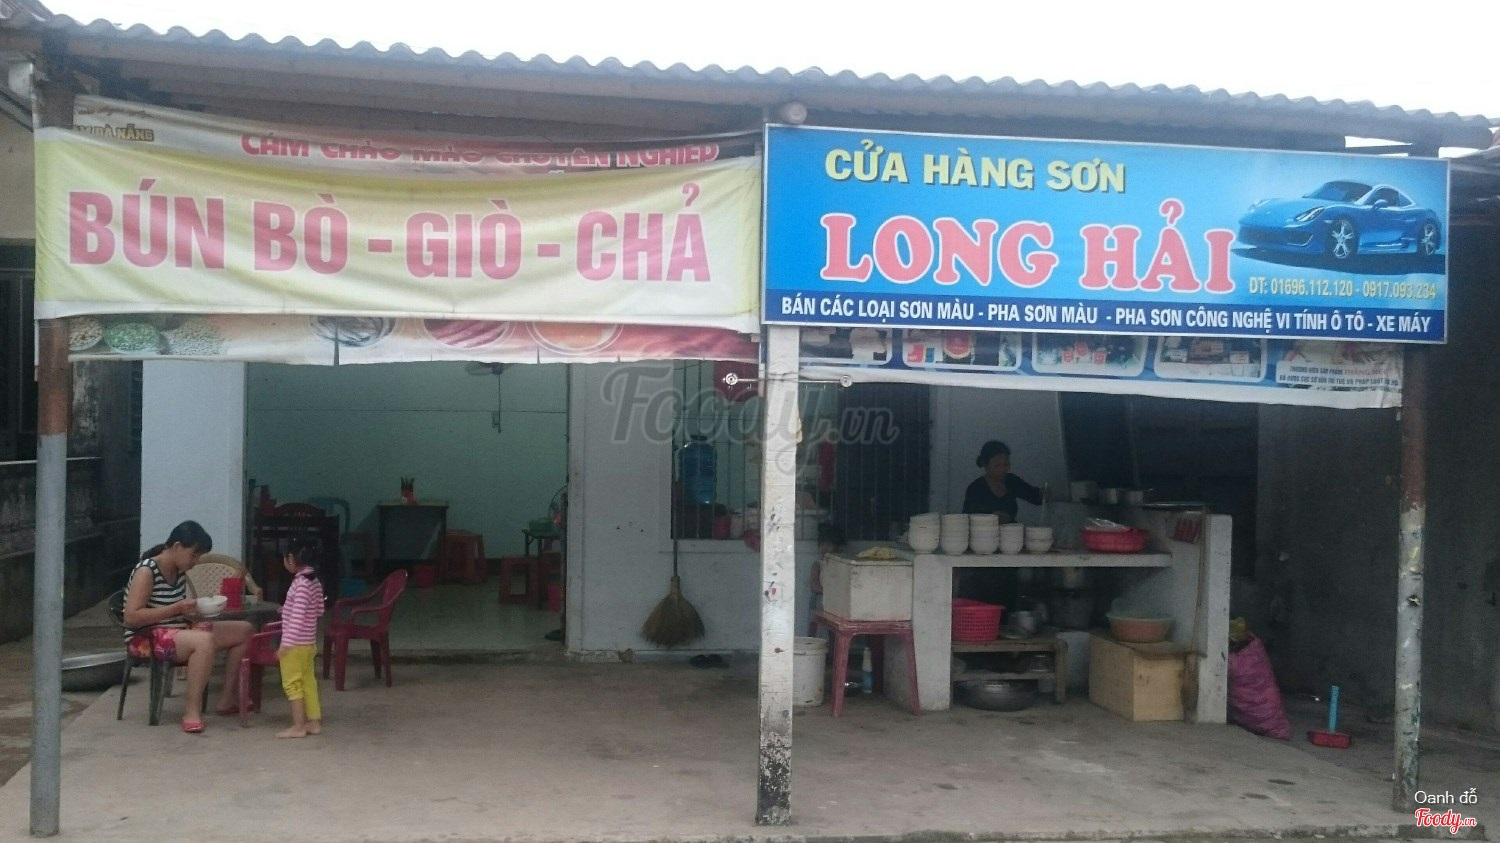 ĐÀ NẴNG
CÁM CHÀO MÀO CHUYÊN NGHIỆP
BÚN BÒ - GIÒ - CHẢ
CỬA HÀNG SƠN
LONG HẢI
DT: 01696.112.120 - 0917.093.234
BÁN CÁC LOẠI SƠN MÀU - PHA SƠN MÀU - PHA SƠN CÔNG NGHỆ VI TÍNH Ô TÔ - XE MÁY
Foody.vn
Oanh đỗ
Foody.vn